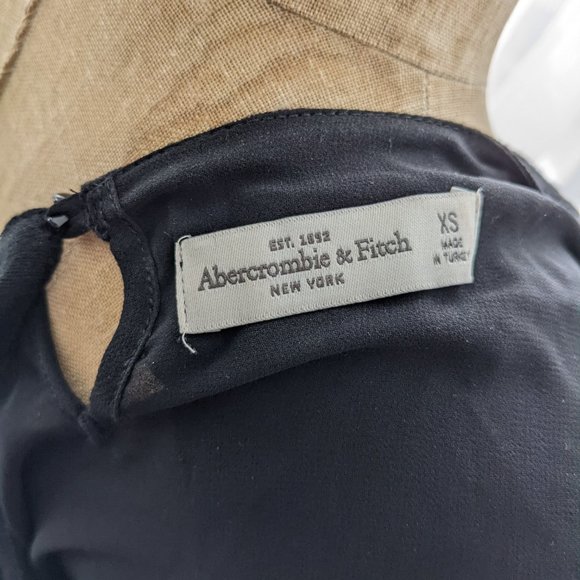 EST. 1892
Abercrombie & Fitch
NEW YORK
XS
MADE
IN TURKEY